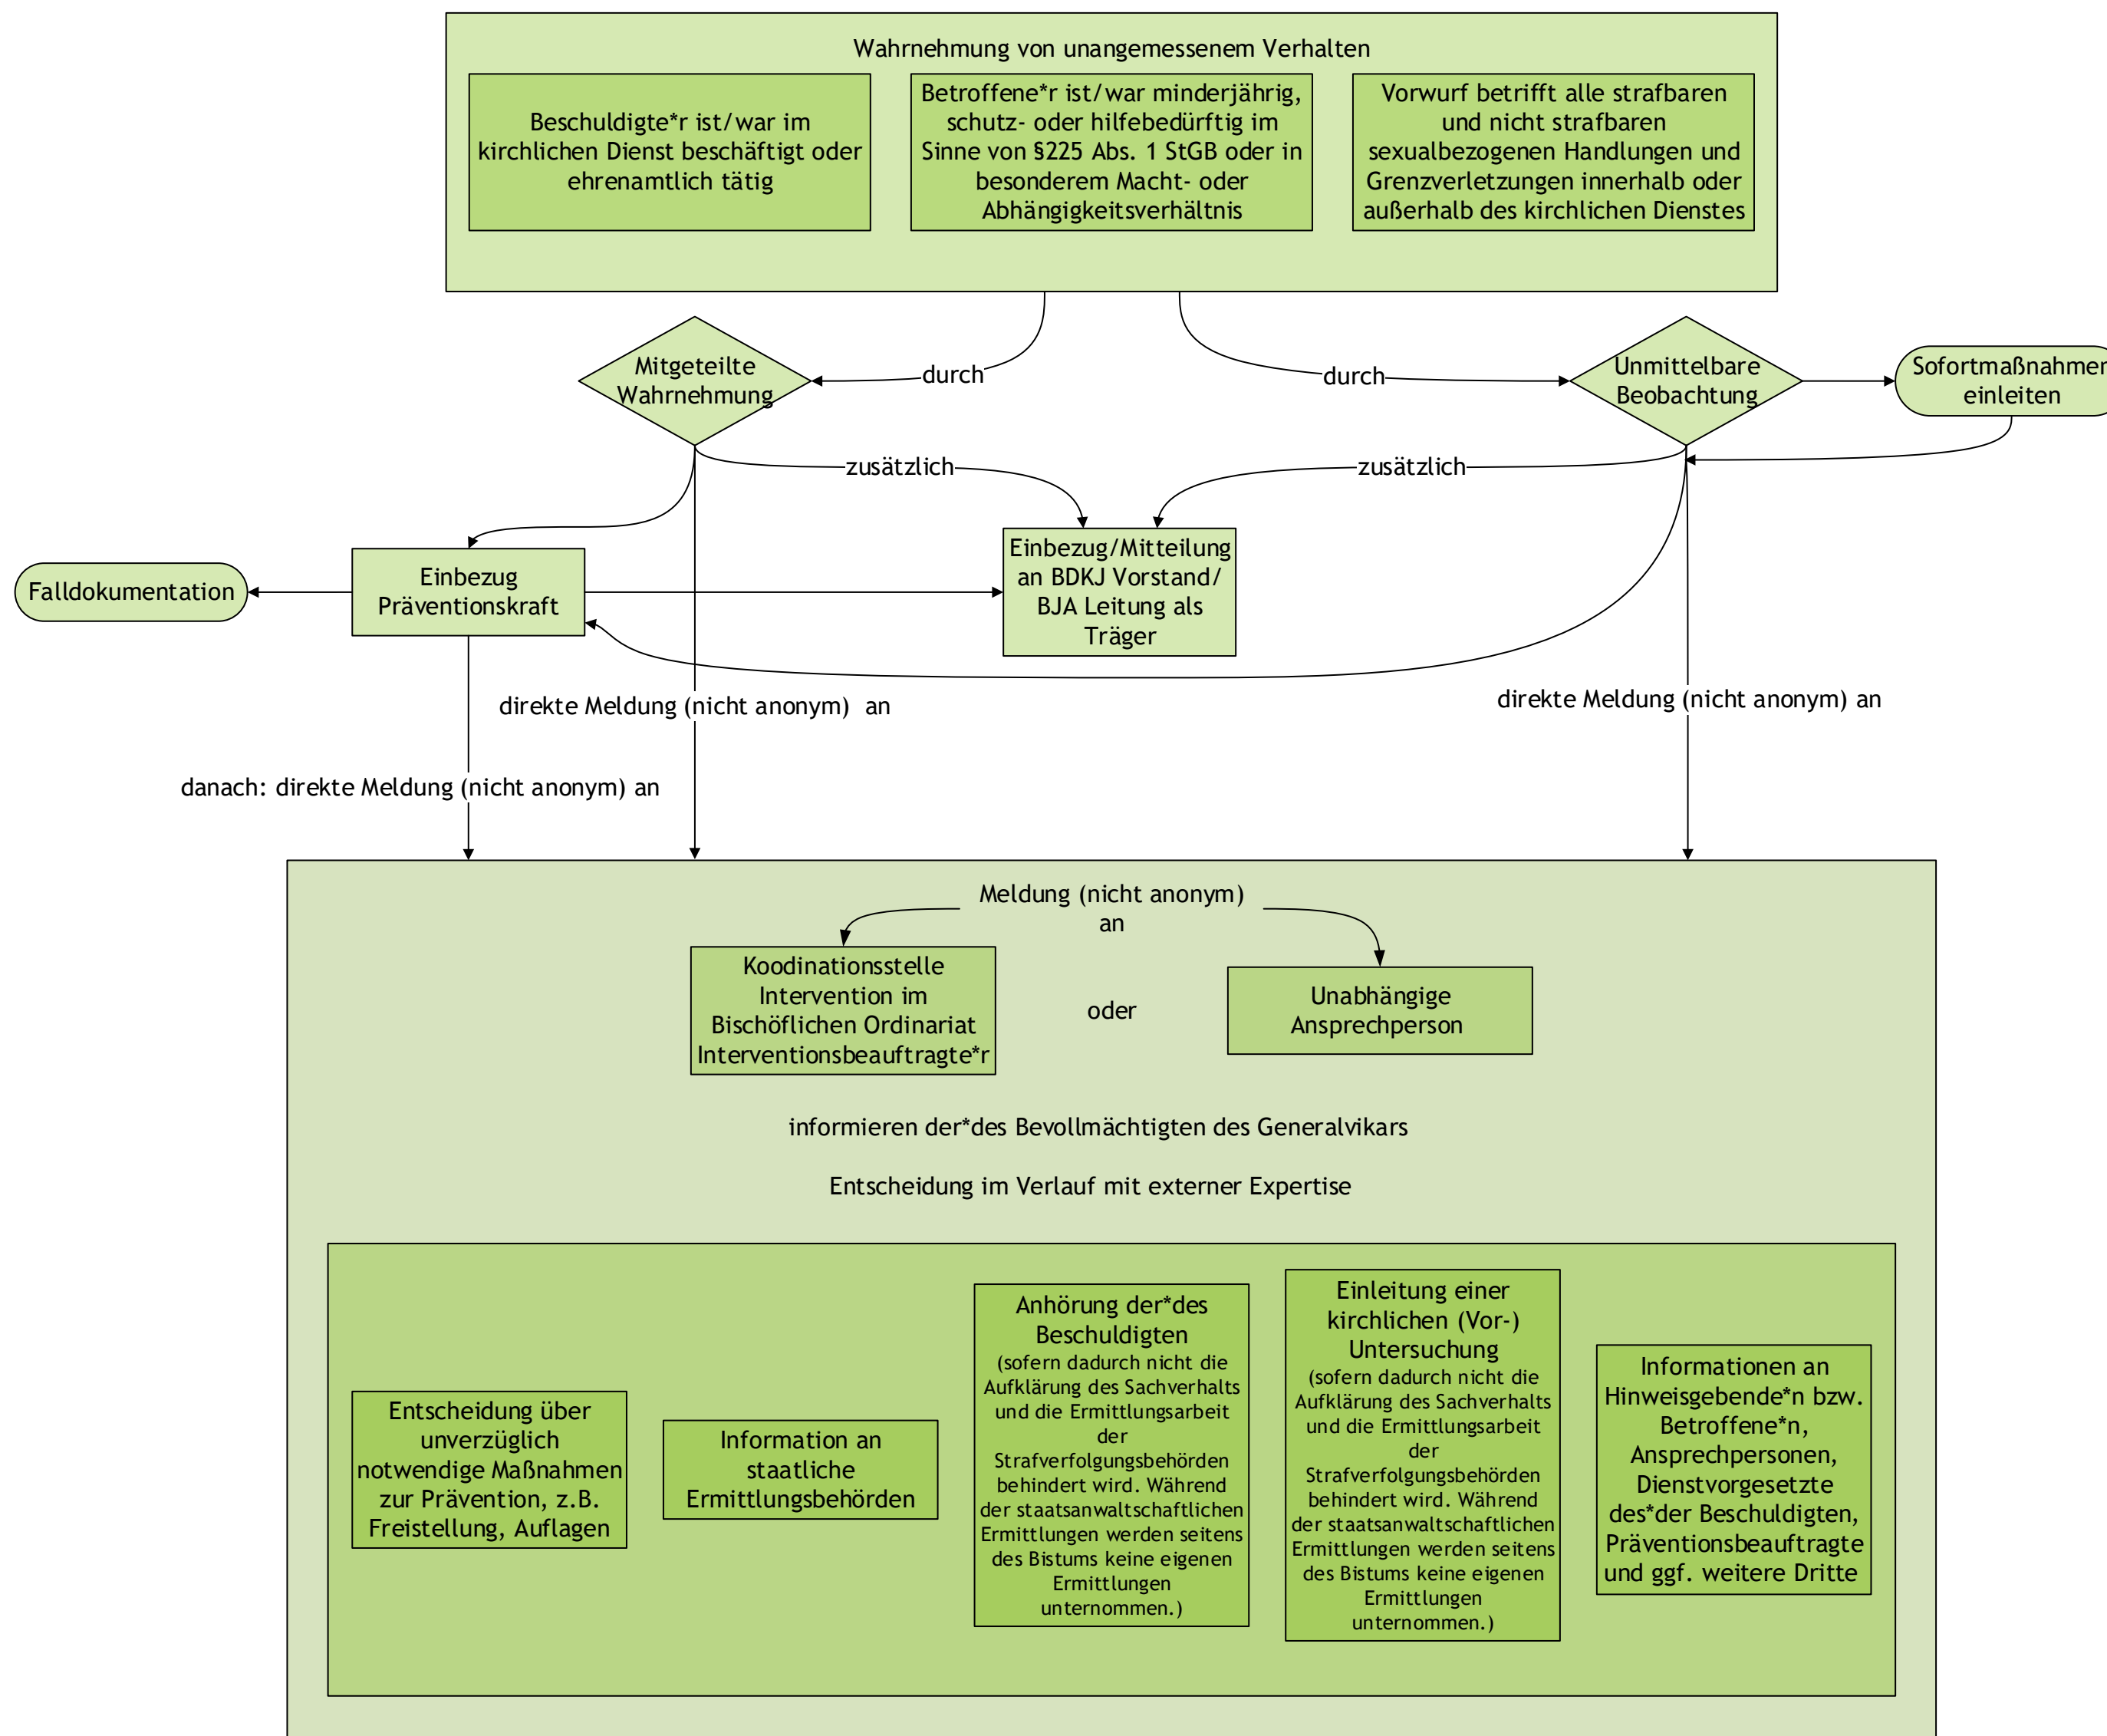 Wahrnehmung von unangemessenem Verhalten
Beschuldigte*r ist/war im
kirchlichen Dienst beschäftigt oder
ehrenamtlich tätig
Betroffene*r ist/war minderjährig,
schutz- oder hilfebedürftig im
Sinne von §225 Abs. 1 StGB oder in
besonderem Macht- oder
Abhängigkeitsverhältnis
Vorwurf betrifft alle strafbaren
und nicht strafbaren
sexualbezogenen Handlungen und
Grenzverletzungen innerhalb oder
außerhalb des kirchlichen Dienstes
Mitgeteilte
Wahrnehmung
durch
durch
Unmittelbare
Beobachtung
Sofortmaßnahmen
einleiten
zusätzlich
zusätzlich
Falldokumentation
Einbezug
Präventionskraft
Einbezug/Mitteilung
an BDKJ Vorstand/
BJA Leitung als
Träger
direkte Meldung (nicht anonym) an
direkte Meldung (nicht anonym) an
danach: direkte Meldung (nicht anonym) an
Meldung (nicht anonym)
an
Koodinationsstelle
Intervention im
Bischöflichen Ordinariat
Interventionsbeauftragte*r
oder
Unabhängige
Ansprechperson
informieren der*des Bevollmächtigten des Generalvikars
Entscheidung im Verlauf mit externer Expertise
Entscheidung über
unverzüglich
notwendige Maßnahmen
zur Prävention, z.B.
Freistellung, Auflagen
Information an
staatliche
Ermittlungsbehörden
Anhörung der*des
Beschuldigten
(sofern dadurch nicht die
Aufklärung des Sachverhalts
und die Ermittlungsarbeit
der
Strafverfolgungsbehörden
behindert wird. Während
der staatsanwaltschaftlichen
Ermittlungen werden seitens
des Bistums keine eigenen
Ermittlungen
unternommen.)
Einleitung einer
kirchlichen (Vor-)
Untersuchung
(sofern dadurch nicht die
Aufklärung des Sachverhalts
und die Ermittlungsarbeit
der
Strafverfolgungsbehörden
behindert wird. Während
der staatsanwaltschaftlichen
Ermittlungen werden seitens
des Bistums keine eigenen
Ermittlungen
unternommen.)
Informationen an
Hinweisgebende*n bzw.
Betroffene*n,
Ansprechpersonen,
Dienstvorgesetzte
des*der Beschuldigten,
Präventionsbeauftragte
und ggf. weitere Dritte